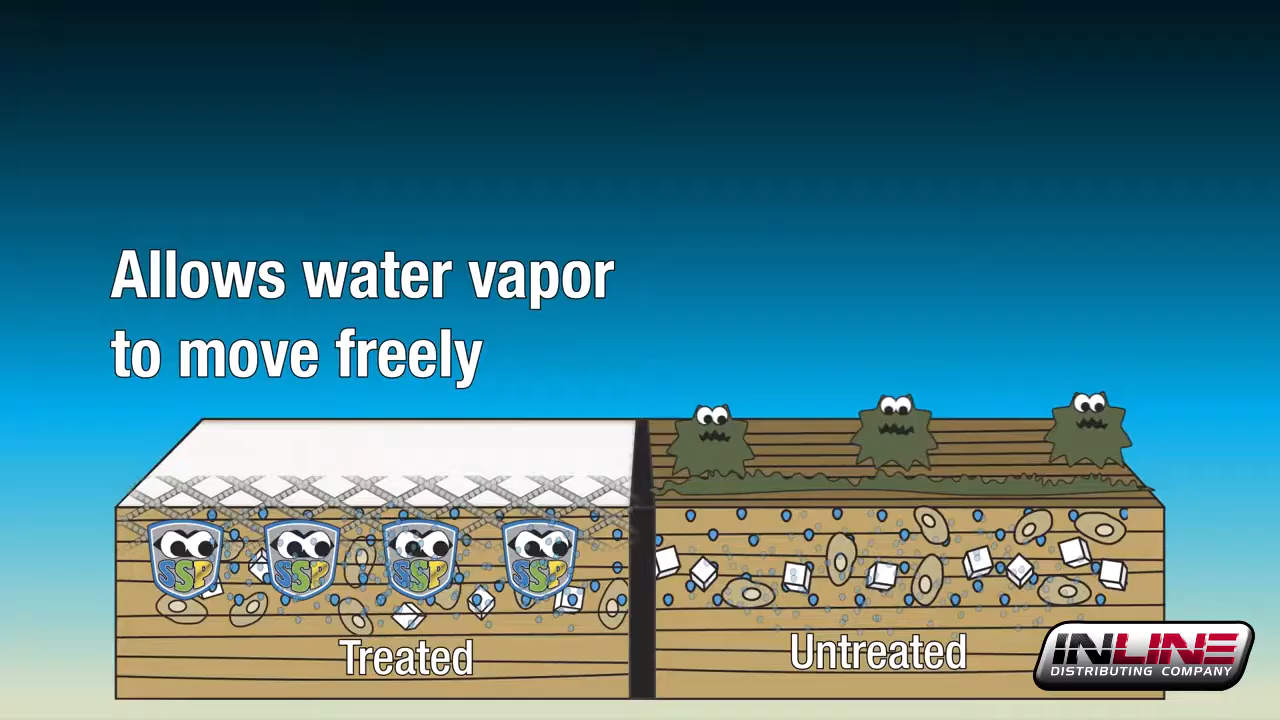 Allows water vapor
to move freely
SSP SSP SSP SSP
Treated
Untreated
INLINE
DISTRIBUTING COMPANY